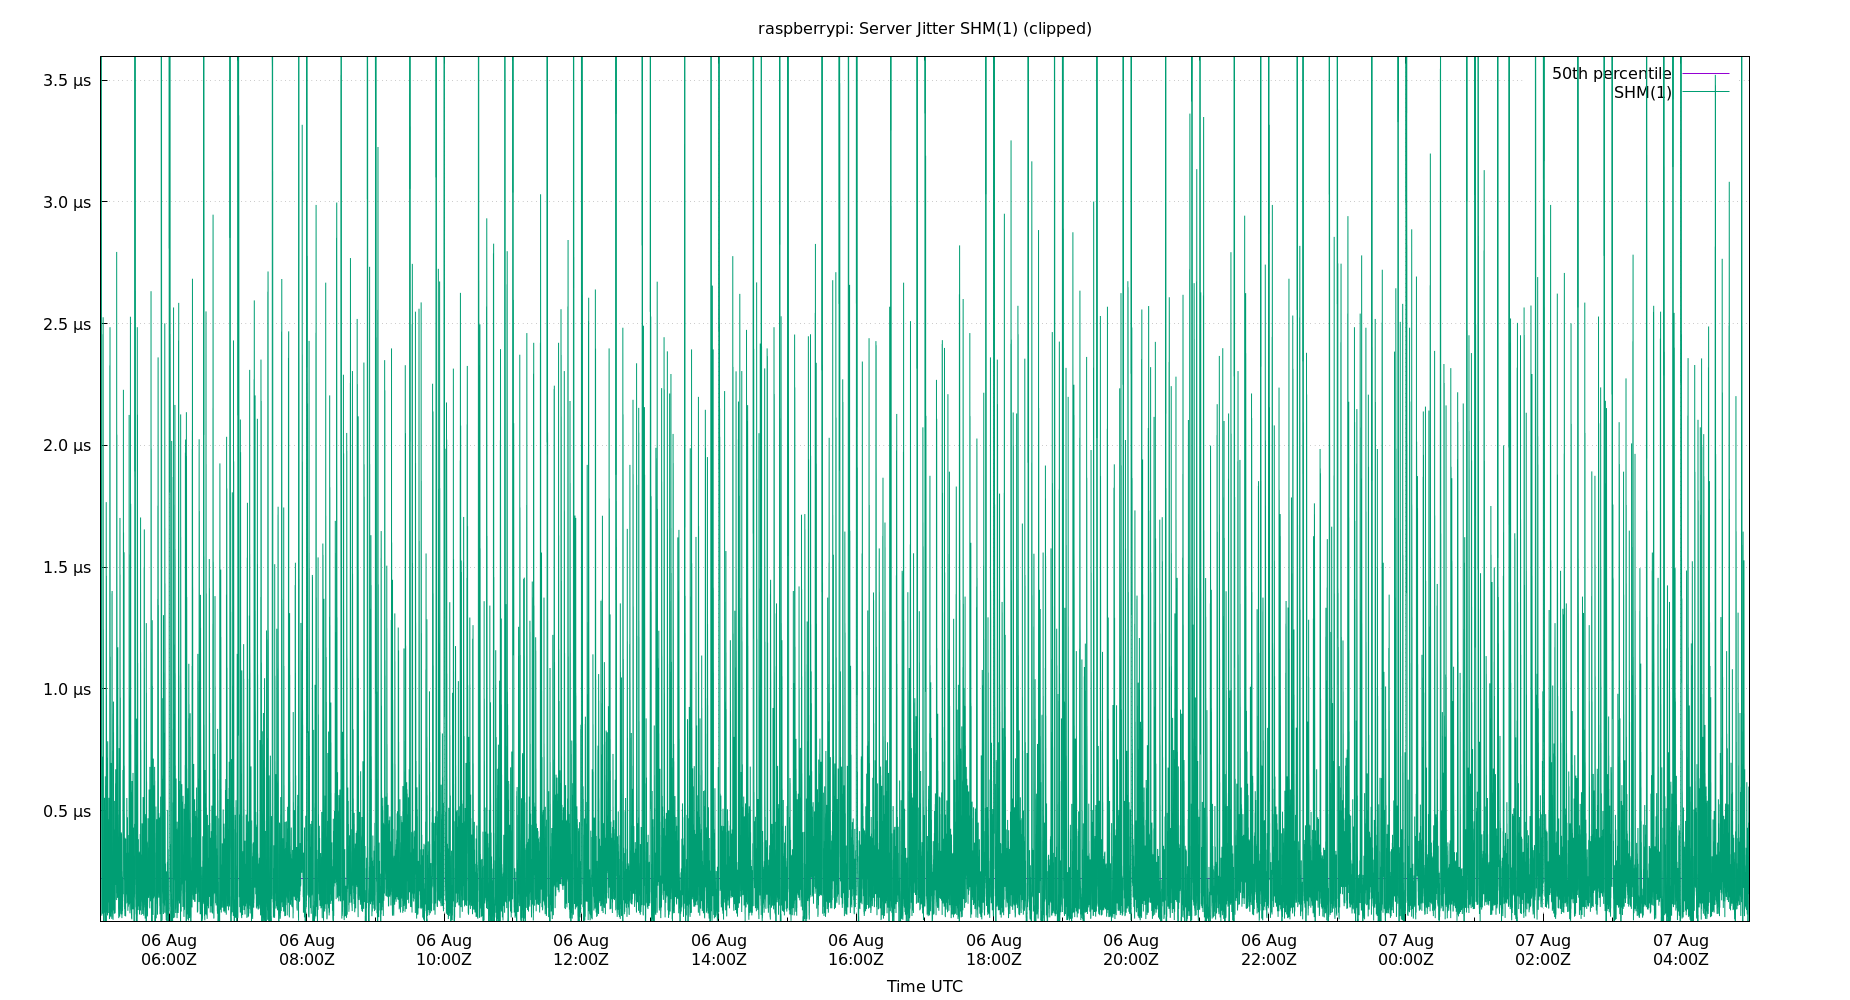 raspberrypi: Server Jitter SHM(1) (clipped)
50th percentile
SHM(1)
3.5 µs
3.0 µs
2.5 µs
2.0 µs
1.5 µs
1.0 µs
0.5 µs
06 Aug 06 Aug 06 Aug 06 Aug 06 Aug 06 Aug 06 Aug 06 Aug 06 Aug 07 Aug 07 Aug 07 Aug
06:00Z 08:00Z 10:00Z 12:00Z 14:00Z 16:00Z 18:00Z 20:00Z 22:00Z 00:00Z 02:00Z 04:00Z
Time UTC